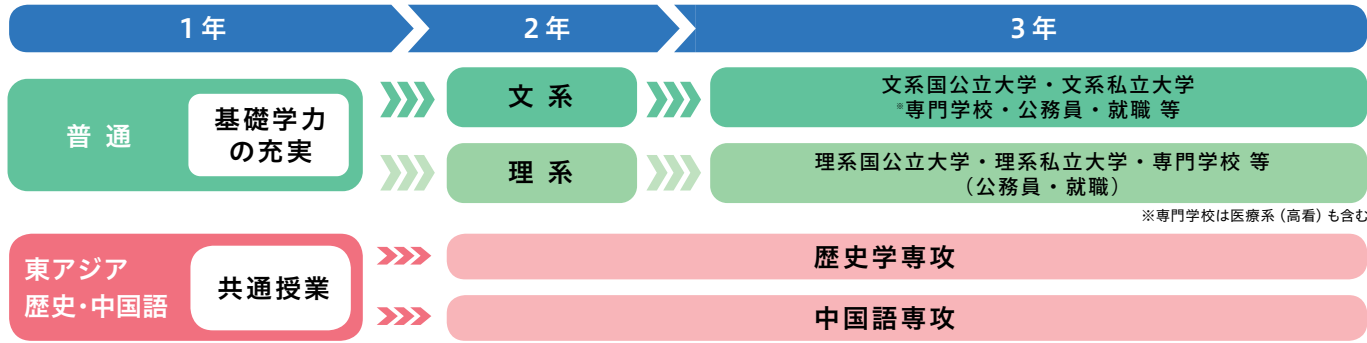 1年
2年
3年
普通
基礎学力
の充実
文系
文系国公立大学・文系私立大学
※専門学校・公務員・就職 等
理系
理系国公立大学・理系私立大学・専門学校 等
（公務員・就職）
※専門学校は医療系（高看）も含む
東アジア
歴史・中国語
共通授業
歴史学専攻
中国語専攻